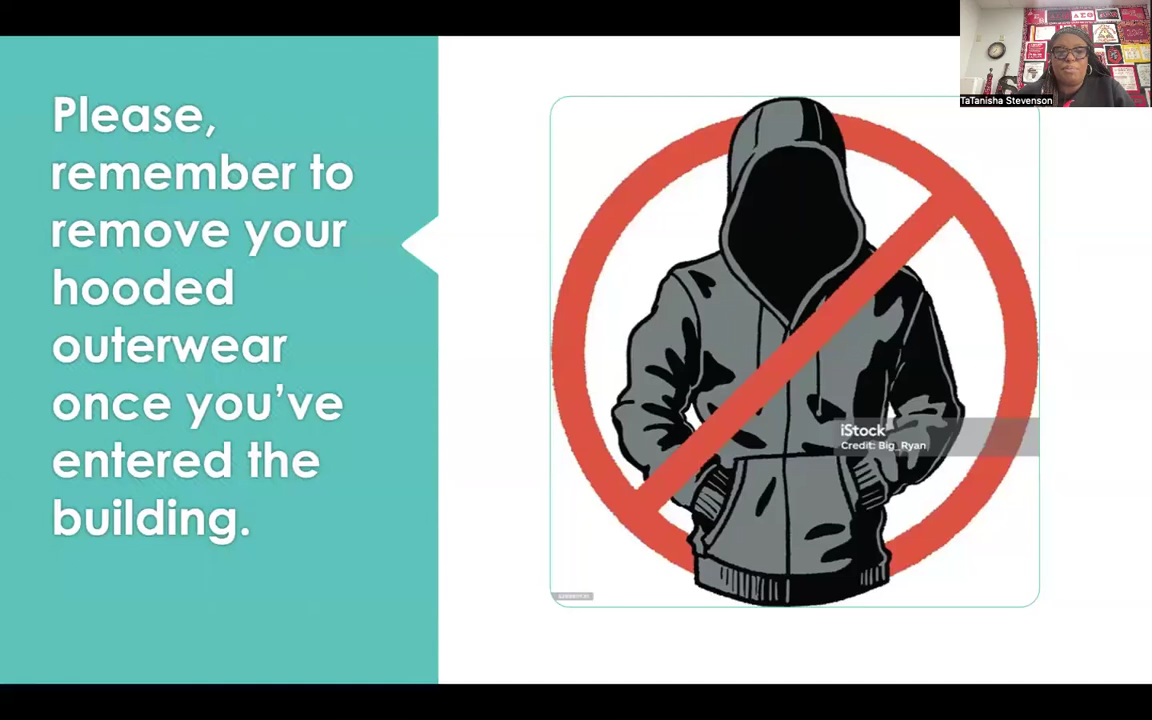 Please,
remember to
remove your
hooded
outerwear
once you've
entered the
building.
iStock
Credit: Big_Ryan
TaTanisha Stevenson